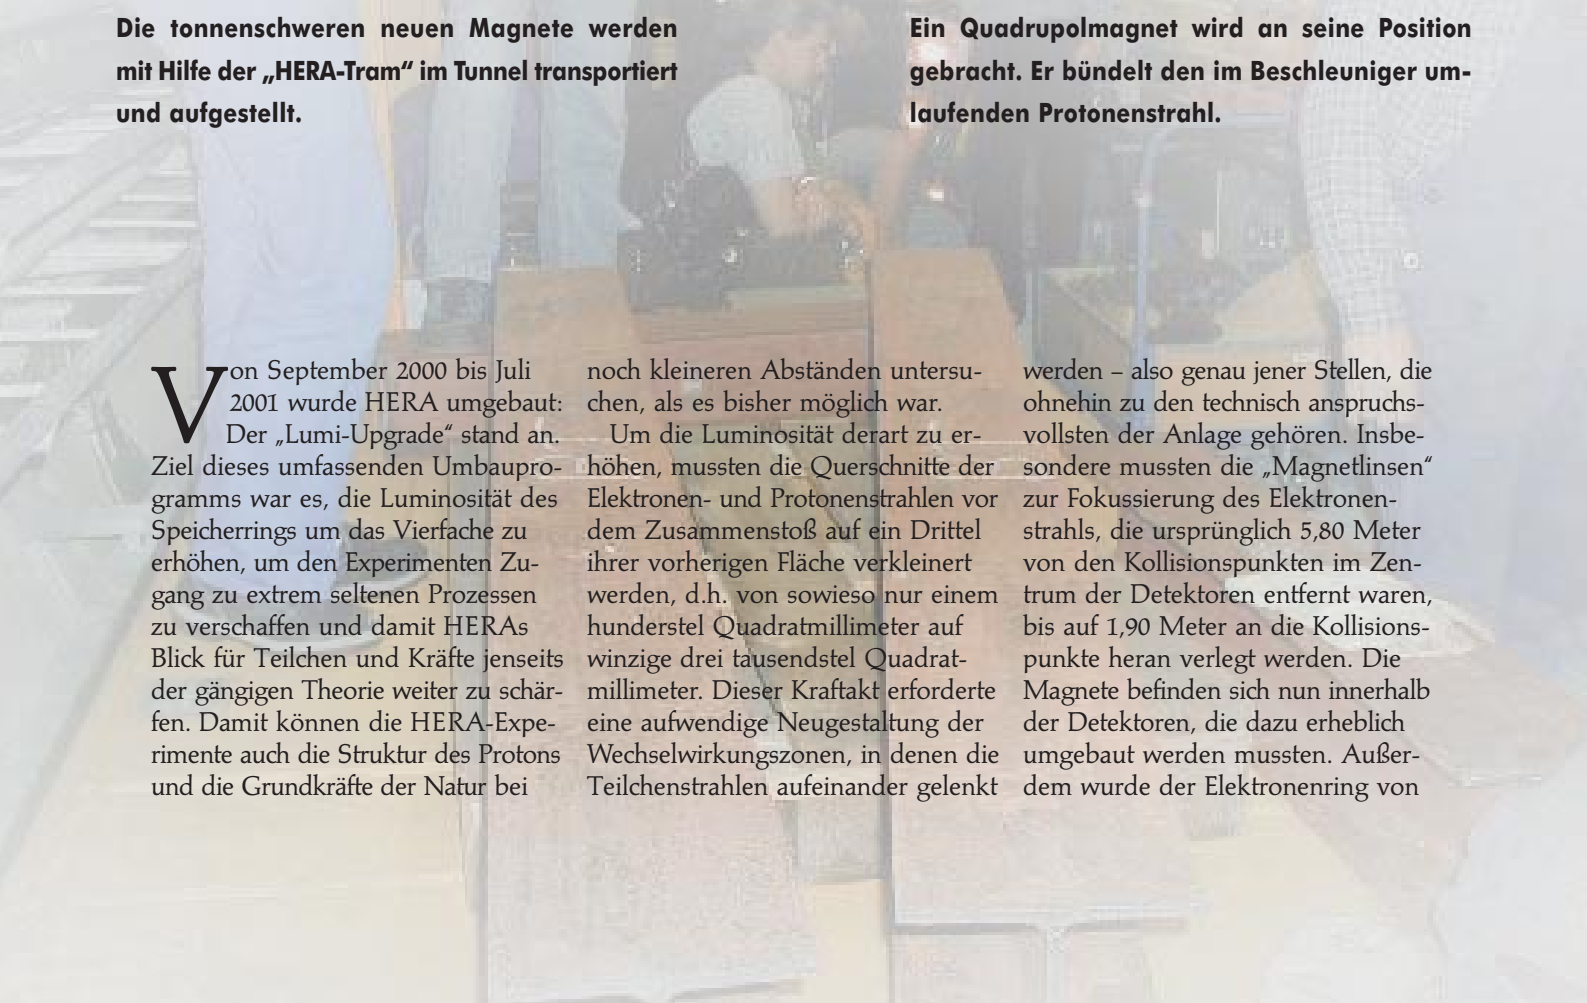 Die tonnenschweren neuen Magnete werden
mit Hilfe der „HERA-Tram“ im Tunnel transportiert
und aufgestellt.
Ein Quadrupolmagnet wird an seine Position
gebracht. Er bündelt den im Beschleuniger um-
laufenden Protonenstrahl.
Von September 2000 bis Juli
2001 wurde HERA umgebaut:
Der „Lumi-Upgrade“ stand an.
Ziel dieses umfassenden Umbaupro-
gramms war es, die Luminosität des
Speicherrings um das Vierfache zu
erhöhen, um den Experimenten Zu-
gang zu extrem seltenen Prozessen
zu verschaffen und damit HERAs
Blick für Teilchen und Kräfte jenseits
der gängigen Theorie weiter zu schär-
fen. Damit können die HERA-Expe-
rimente auch die Struktur des Protons
und die Grundkräfte der Natur bei
noch kleineren Abständen untersu-
chen, als es bisher möglich war.
Um die Luminosität derart zu er-
höhen, mussten die Querschnitte der
Elektronen- und Protonenstrahlen vor
dem Zusammenstoß auf ein Drittel
ihrer vorherigen Fläche verkleinert
werden, d.h. von sowieso nur einem
hunderstel Quadratmillimeter auf
winzige drei tausendstel Quadrat-
millimeter. Dieser Kraftakt erforderte
eine aufwendige Neugestaltung der
Wechselwirkungszonen, in denen die
Teilchenstrahlen aufeinander gelenkt
werden – also genau jener Stellen, die
ohnehin zu den technisch anspruchs-
vollsten der Anlage gehören. Insbe-
sondere mussten die „Magnetlinsen“
zur Fokussierung des Elektronen-
strahls, die ursprünglich 5,80 Meter
von den Kollisionspunkten im Zen-
trum der Detektoren entfernt waren,
bis auf 1,90 Meter an die Kollisions-
punkte heran verlegt werden. Die
Magnete befinden sich nun innerhalb
der Detektoren, die dazu erheblich
umgebaut werden mussten. Außer-
dem wurde der Elektronenring von